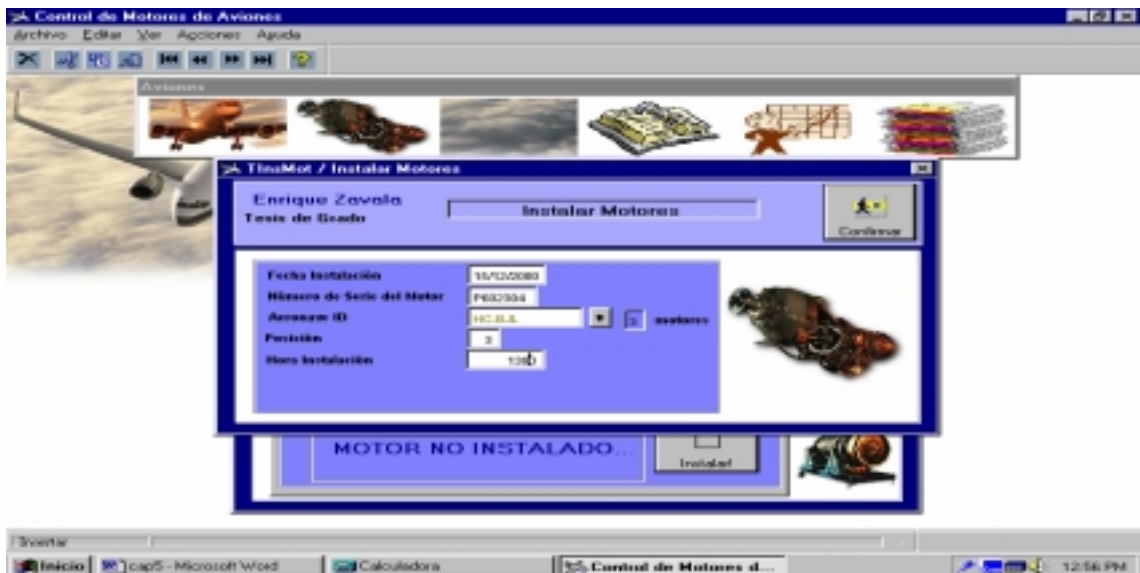 Control de Motores de Aviones
Archivo Editar Ver Acciones Ayuda
Aviones
TInsMot / Instalar Motores
Enrique Zavala
Tesis de Grado
Instalar Motores
Confirmar
Fecha Instalación
Número de Serie del Motor
Aeronave ID
motores
Posición 3
Hora Instalación
MOTOR NO INSTALADO...
Instalar!
Insertar
Inicio cap5 - Microsoft Word Calculadora Control de Motores d... 12:56 PM